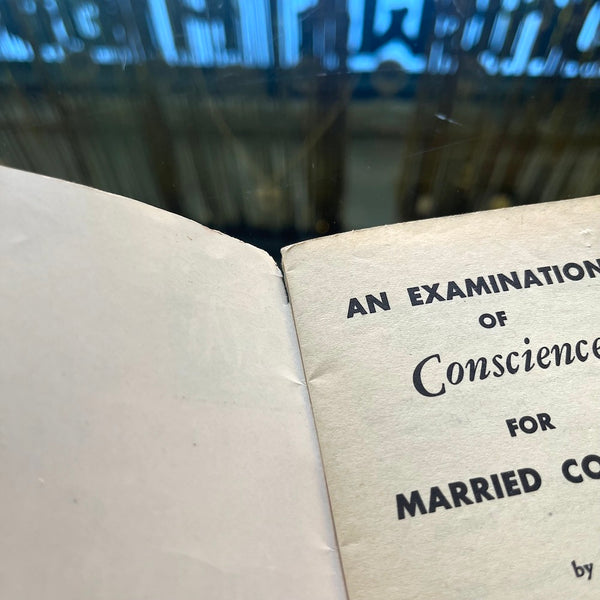 AN EXAMINATION
OF
Conscience
FOR
MARRIED CO
by